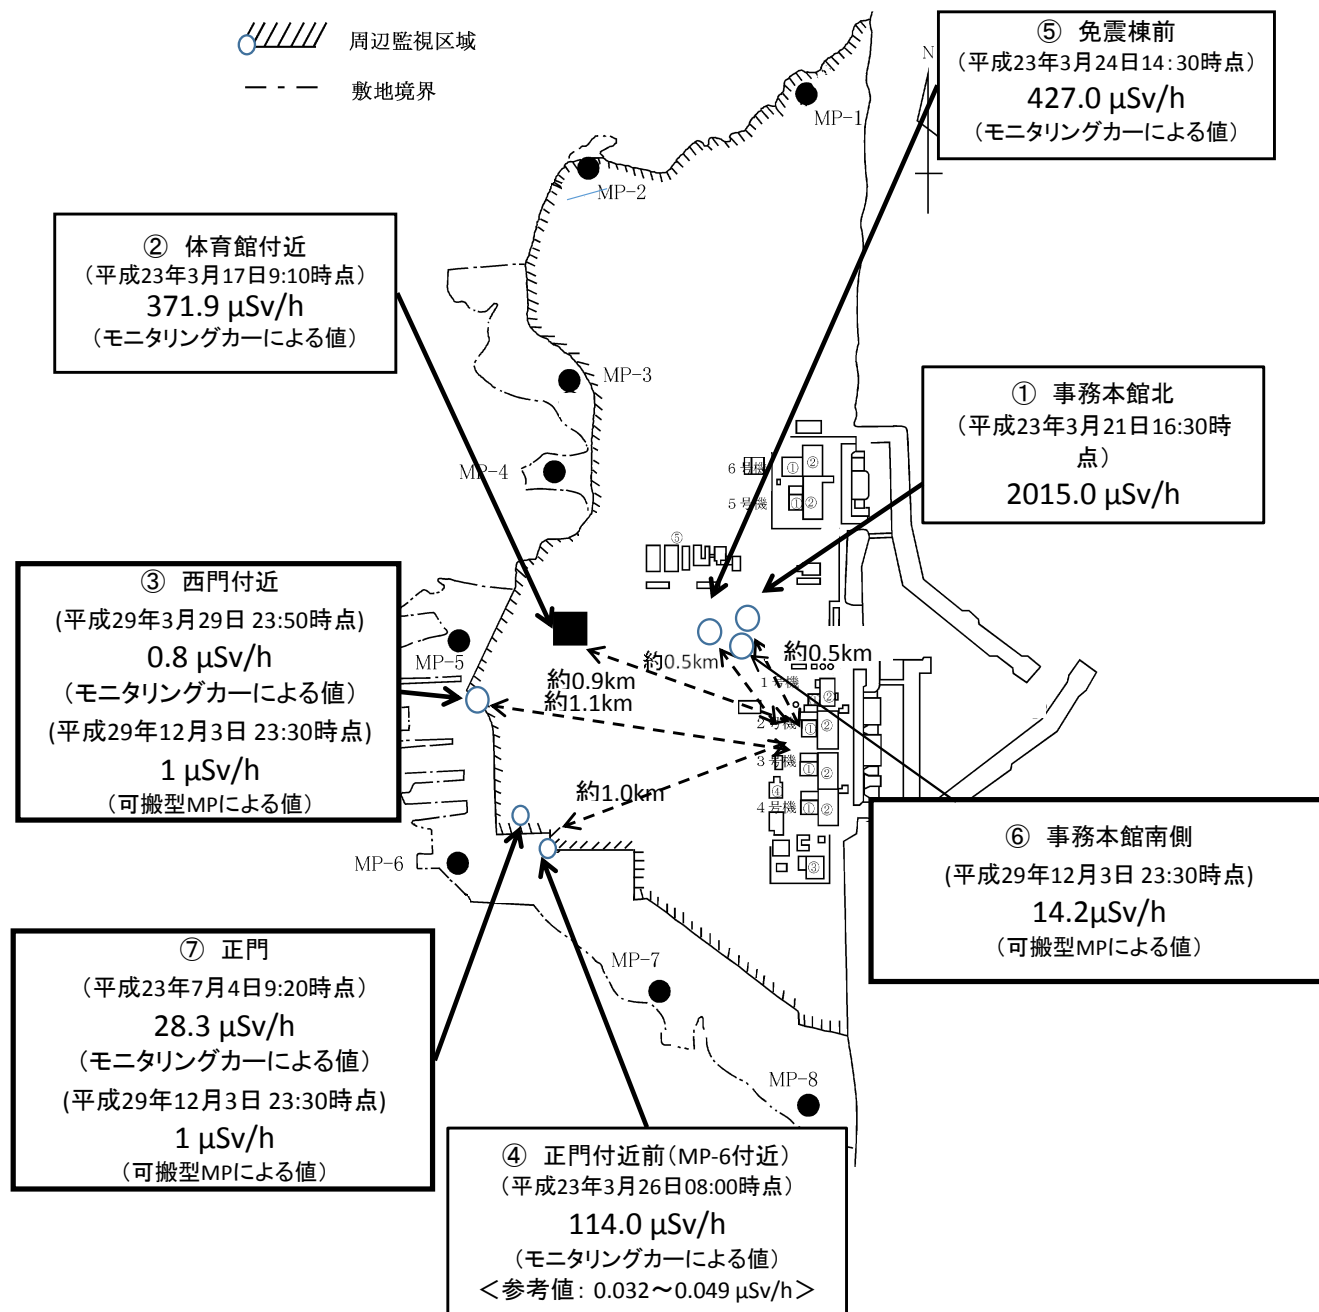 周辺監視区域
敷地境界
⑤ 免震棟前
(平成23年3月24日14:30時点)
427.0 μSv/h
(モニタリングカーによる値)
N
MP-1
MP-2
② 体育館付近
(平成23年3月17日9:10時点)
371.9 μSv/h
(モニタリングカーによる値)
MP-3
① 事務本館北
(平成23年3月21日16:30時
点)
2015.0 μSv/h
MP-4
6号機
① ②
5号機
① ②
⑤
③ 西門付近
(平成29年3月29日 23:50時点)
0.8 μSv/h
(モニタリングカーによる値)
(平成29年12月3日 23:30時点)
1 μSv/h
(可搬型MPによる値)
MP-5
約0.5km
約0.5km
約0.9km
約1.1km
1号機
②
2号機
① ②
3号機
① ②
④
4号機
① ②
③
約1.0km
MP-6
⑥ 事務本館南側
(平成29年12月3日 23:30時点)
14.2μSv/h
(可搬型MPによる値)
⑦ 正門
(平成23年7月4日9:20時点)
28.3 μSv/h
(モニタリングカーによる値)
(平成29年12月3日 23:30時点)
1 μSv/h
(可搬型MPによる値)
MP-7
MP-8
④ 正門付近前(MP-6付近)
(平成23年3月26日08:00時点)
114.0 μSv/h
(モニタリングカーによる値)
<参考値: 0.032~0.049 μSv/h>